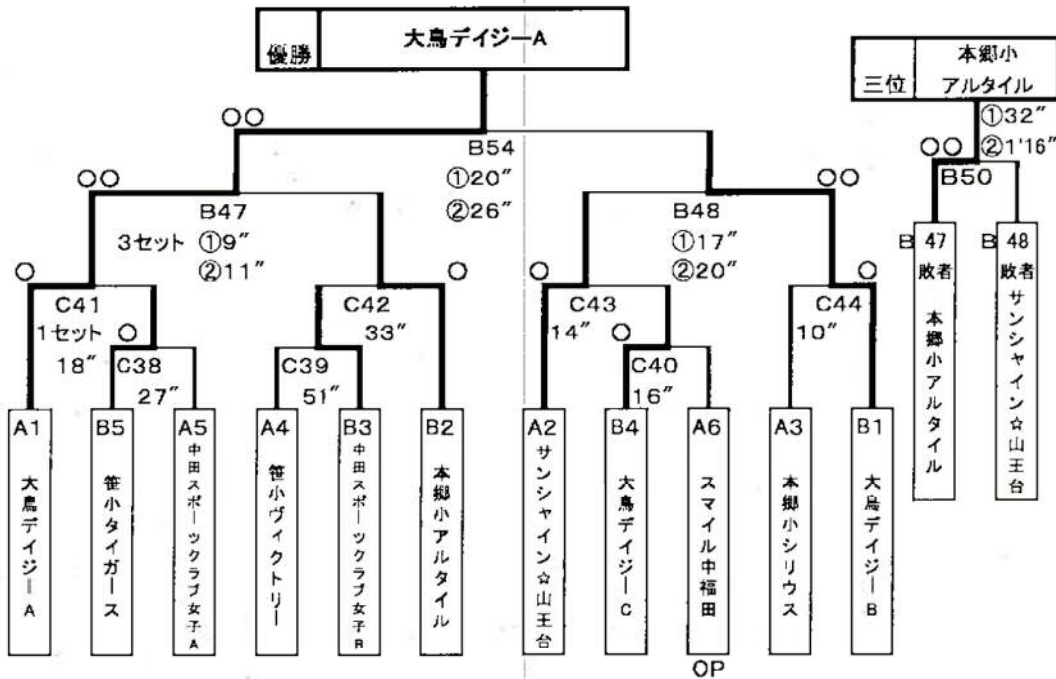 優勝 大鳥デイジーA
三位 本郷小
アルタイル
①32″
②1'16″
○○
B50
B47
敗者
本郷小アルタイル
B48
敗者
サンシャイン☆山王台
○○
B54
①20″
②26″
○○
B47
3セット ①9″
②11″
○○
B48
①17″
②20″
○
C41
1セット
18″
○
C42
33″
○
C43
14″
○
C44
10″
○
C38
27″
C39
51″
○
C40
16″
A1
大鳥デイジーA
B5
笹小タイガース
A5
中田スポーツクラブ女子A
A4
笹小ヴィクトリー
B3
中田スポーツクラブ女子B
B2
本郷小アルタイル
A2
サンシャイン☆山王台
B4
大鳥デイジーC
A6
スマイル中福田
A3
本郷小シリウス
B1
大鳥デイジーB
OP